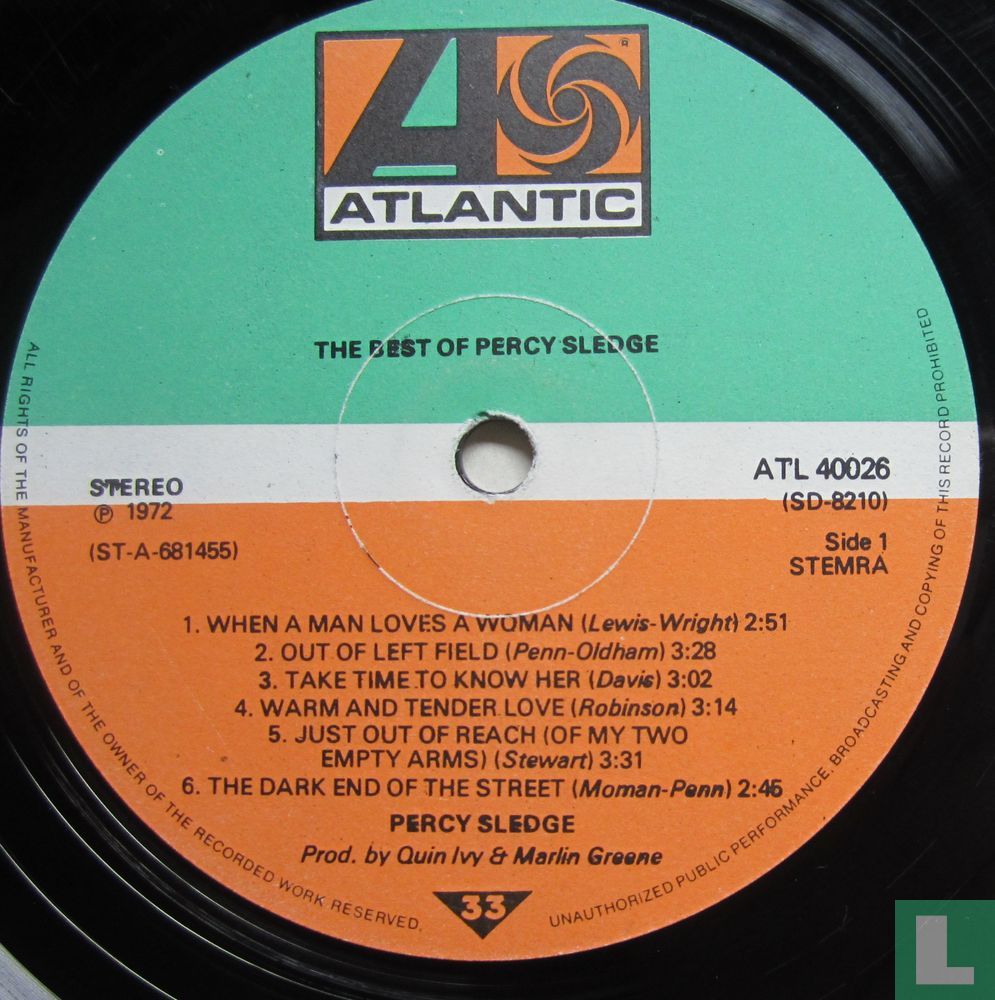 ATLANTIC
®
THE BEST OF PERCY SLEDGE
STEREO
℗ 1972
(ST-A-681455)
ATL 40026
(SD-8210)
Side 1
STEMRA
1. WHEN A MAN LOVES A WOMAN (Lewis-Wright) 2:51
2. OUT OF LEFT FIELD (Penn-Oldham) 3:28
3. TAKE TIME TO KNOW HER (Davis) 3:02
4. WARM AND TENDER LOVE (Robinson) 3:14
5. JUST OUT OF REACH (OF MY TWO
EMPTY ARMS) (Stewart) 3:31
6. THE DARK END OF THE STREET (Moman-Penn) 2:45
PERCY SLEDGE
Prod. by Quin Ivy & Marlin Greene
33
ALL RIGHTS OF THE MANUFACTURER AND OF THE OWNER OF THE RECORDED WORK RESERVED.
UNAUTHORIZED PUBLIC PERFORMANCE. BROADCASTING AND COPYING OF THIS RECORD PROHIBITED
L